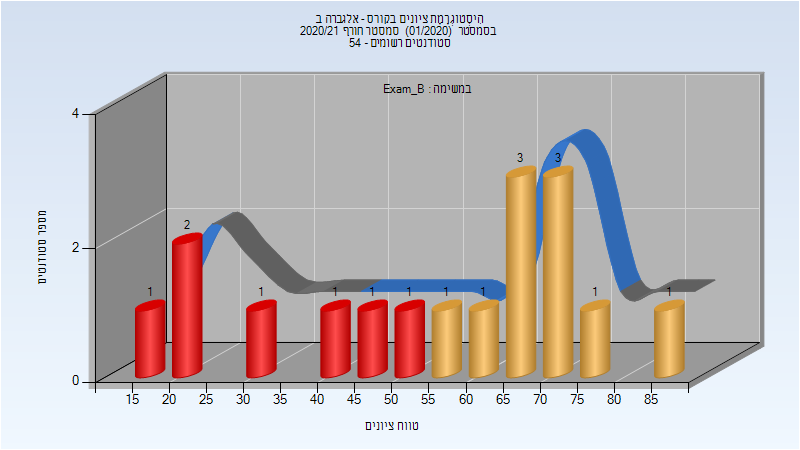 היסטוגרמת ציונים בקורס - אלגברה ב
בסמסטר (01/2020) סמסטר חורף 2020/21
סטודנטים רשומים - 54
במשימה : Exam_B
מספר סטודנטים
4
2
0
1
2
1
1
1
1
1
1
3
3
1
1
15 20 25 30 35 40 45 50 55 60 65 70 75 80 85
טווח ציונים